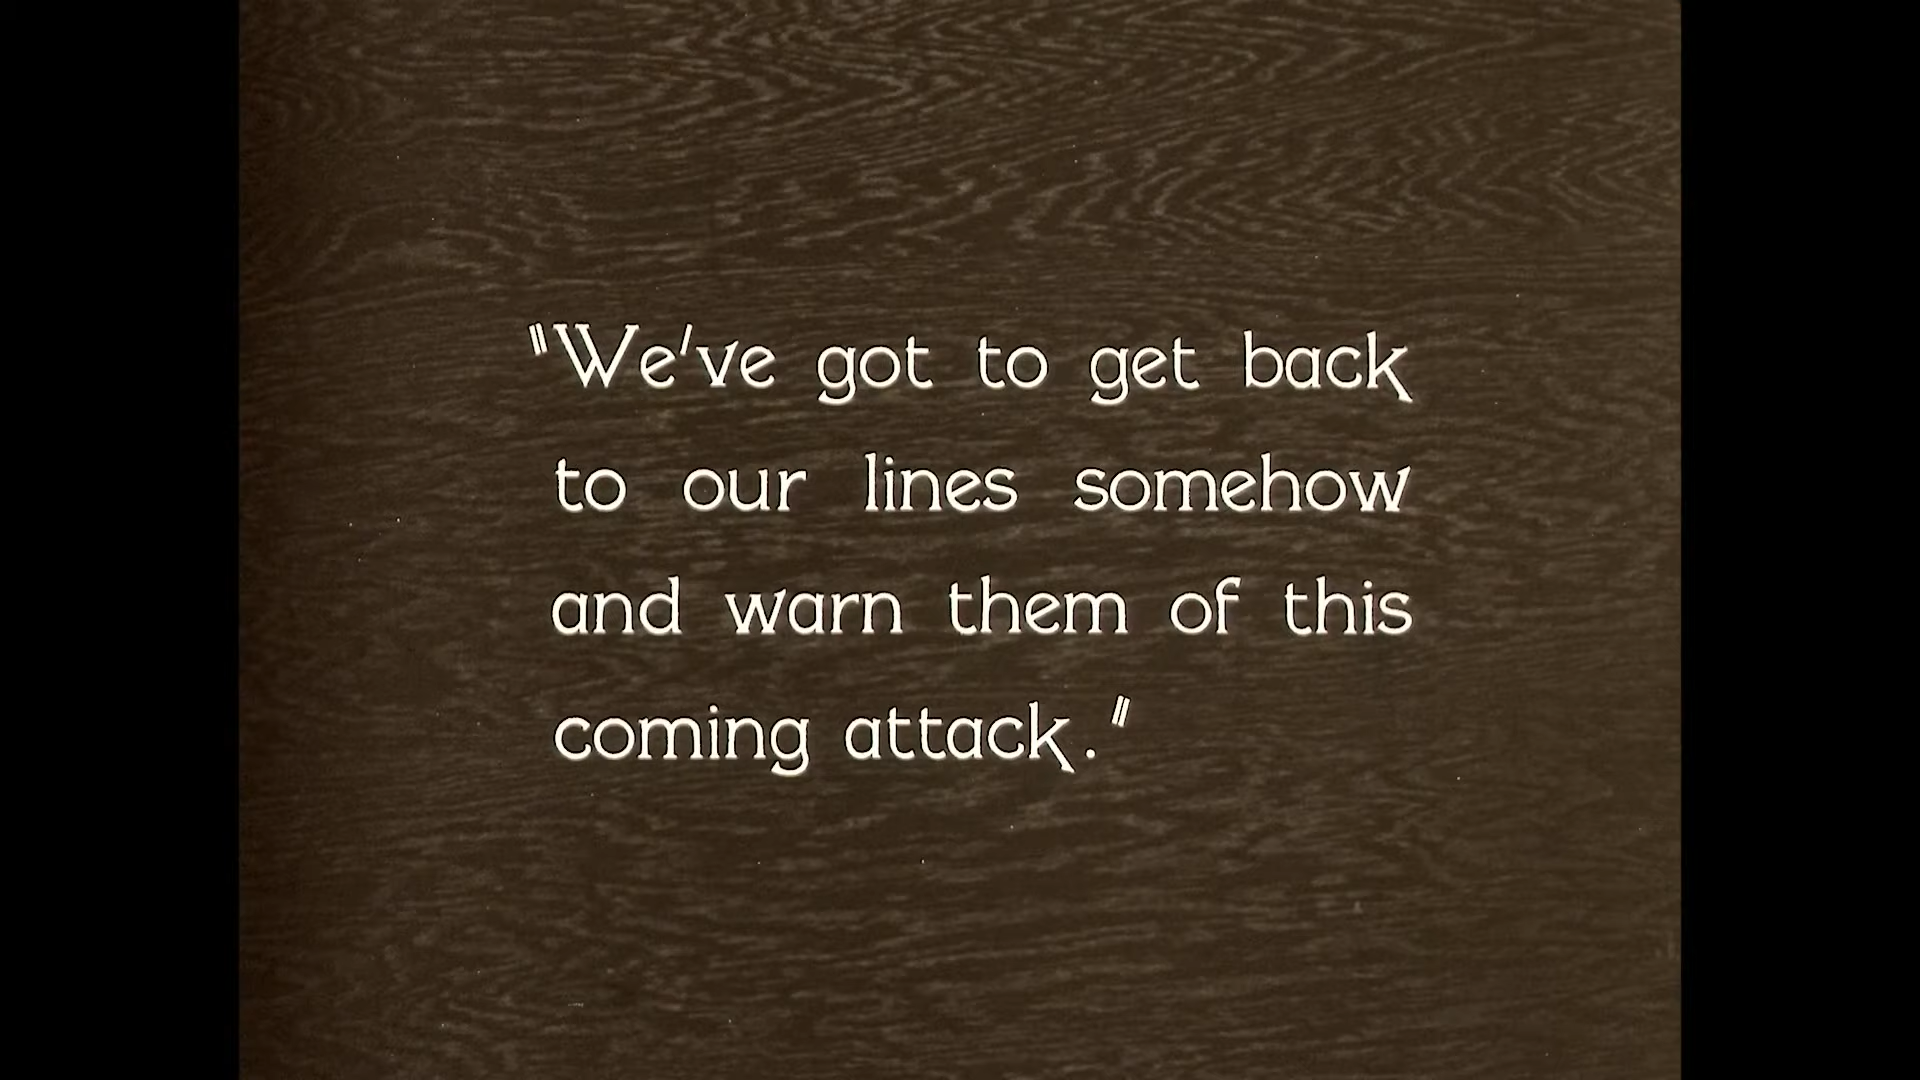 "We've got to get back
to our lines somehow
and warn them of this
coming attack."